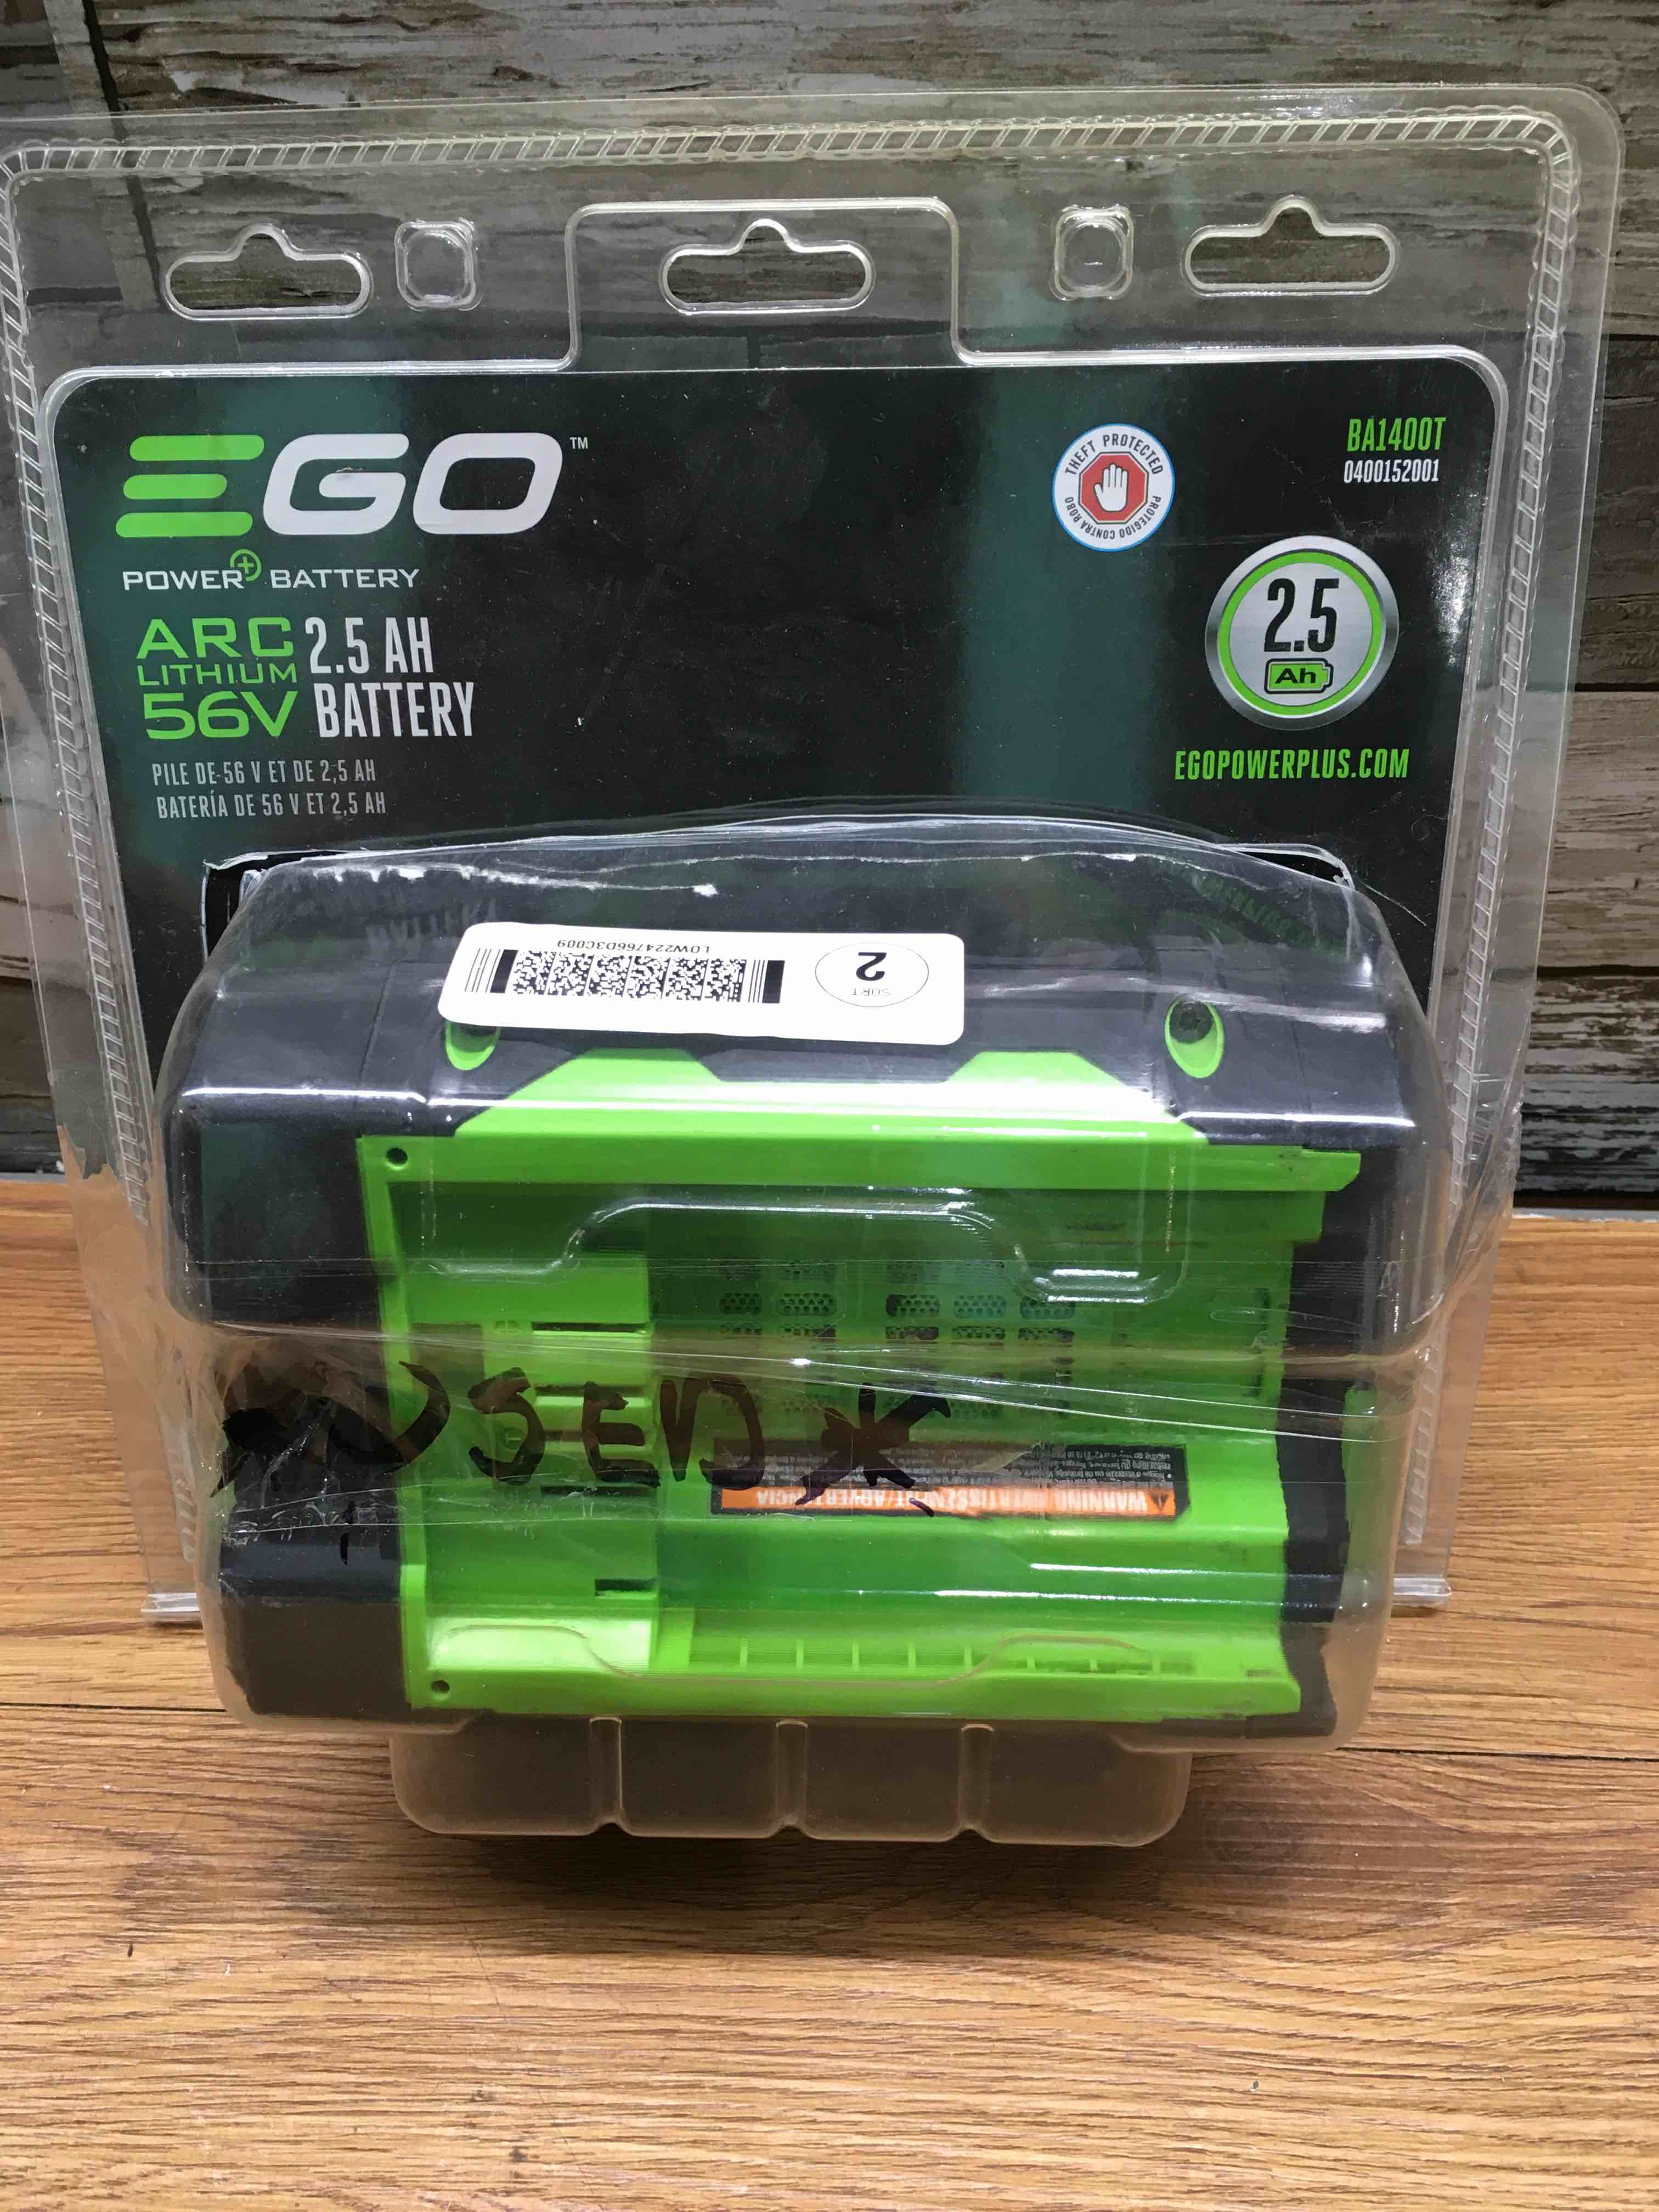 EGO™
POWER+ BATTERY
ARC
LITHIUM
56V
2.5 AH
BATTERY
PILE DE 56 V ET DE 2,5 AH
BATERÍA DE 56 V ET 2,5 AH
THEFT PROTECTED
PROTEGIDO CONTRA ROBO
BA1400T
0400152001
2.5
Ah
EGOPOWERPLUS.COM
LOW224766D3C009
SORT
2
USED
WARNING